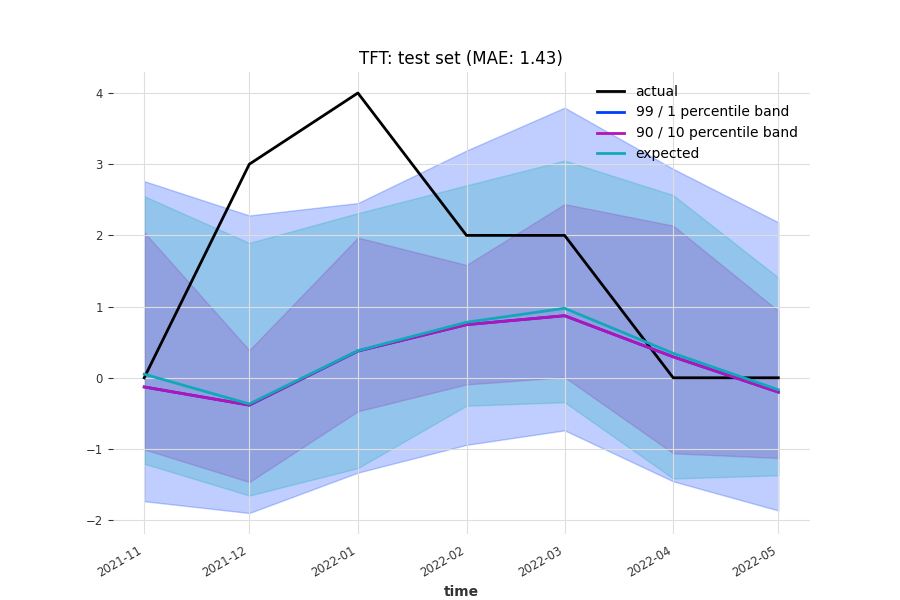 TFT: test set (MAE: 1.43)
actual
99 / 1 percentile band
90 / 10 percentile band
expected
4
3
2
1
0
−1
−2
2021-11
2021-12
2022-01
2022-02
2022-03
2022-04
2022-05
time